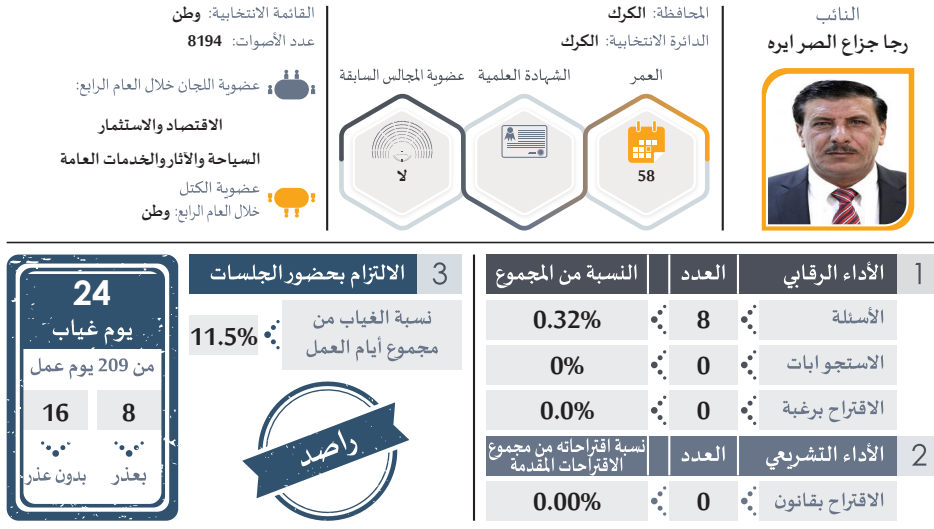 النائب
رجا جزاع الصر ايره
المحافظة: الكرك
الدائرة الانتخابية: الكرك
العمر
الشهادة العلمية
عضوية المجالس السابقة
58
لا
القائمة الانتخابية: وطن
عدد الأصوات: 8194
عضوية اللجان خلال العام الرابع:
الاقتصاد والاستثمار
السياحة والآثار والخدمات العامة
عضوية الكتل
خلال العام الرابع: وطن
1 الأداء الرقابي العدد النسبة من المجموع
الأسئلة 8 0.32%
الاستجو ابات 0 0%
الاقتراح برغبة 0 0.0%
2 الأداء التشريعي العدد نسبة اقتراحاته من مجموع
الاقتراحات المقدمة
الاقتراح بقانون 0 0.00%
3 الالتزام بحضور الجلسات
نسبة الغياب من
مجموع أيام العمل
11.5%
راصد
24
يوم غياب
من 209 يوم عمل
8 16
بعذر بدون عذر